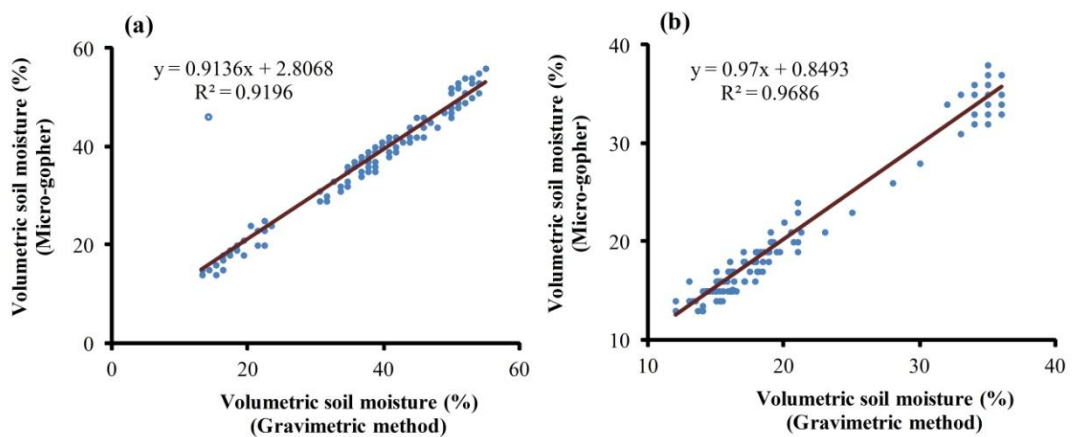 (a)
Volumetric soil moisture (%)
(Micro-gopher)
60
40
20
0
y = 0.9136x + 2.8068
R² = 0.9196
0 20 40 60
Volumetric soil moisture (%)
(Gravimetric method)
(b)
Volumetric soil moisture (%)
(Micro-gopher)
40
30
20
10
y = 0.97x + 0.8493
R² = 0.9686
10 20 30 40
Volumetric soil moisture (%)
(Gravimetric method)